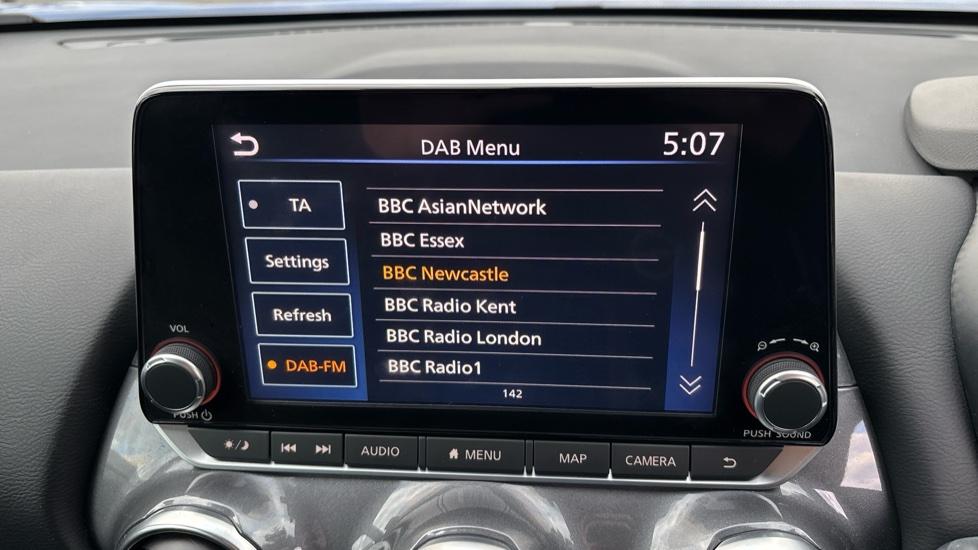 DAB Menu
5:07
TA
Settings
Refresh
DAB-FM
BBC AsianNetwork
BBC Essex
BBC Newcastle
BBC Radio Kent
BBC Radio London
BBC Radio1
142
VOL
PUSH
PUSH SOUND
AUDIO
MENU
MAP
CAMERA